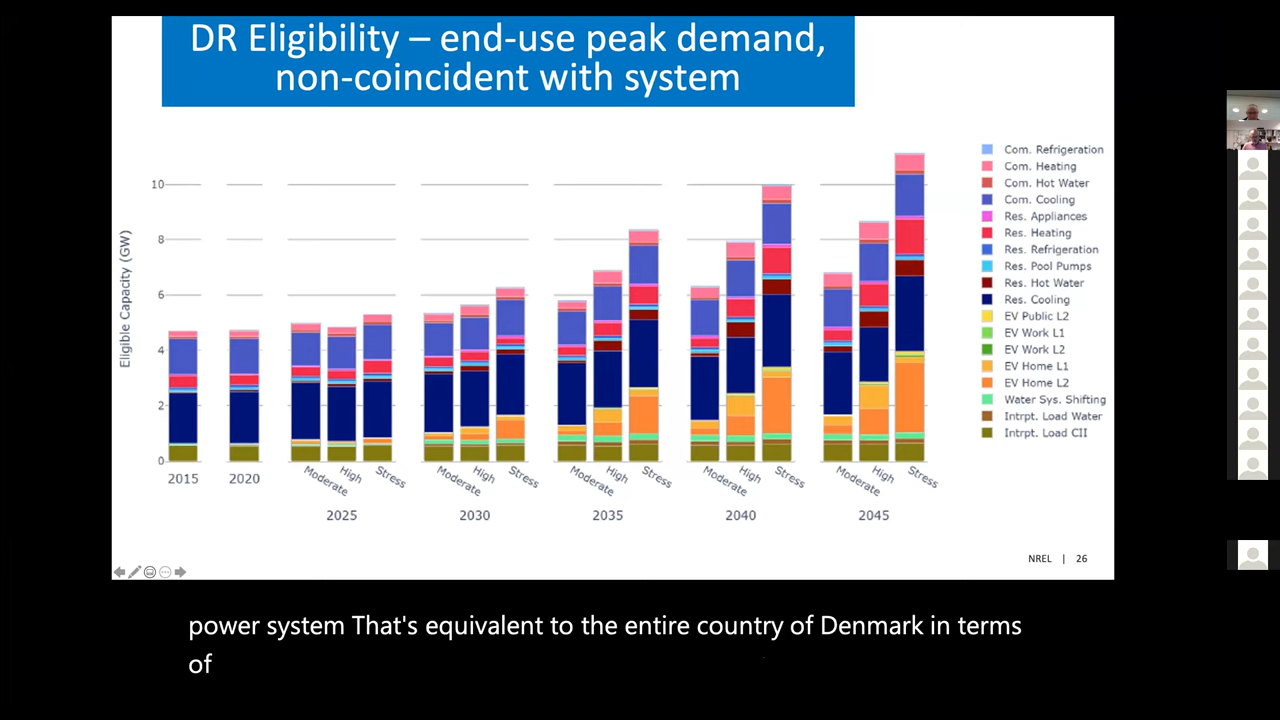 DR Eligibility – end-use peak demand,
non-coincident with system
Eligible Capacity (GW)
10
8
6
4
2
0
2015
2020
Moderate
High
Stress
2025
Moderate
High
Stress
2030
Moderate
High
Stress
2035
Moderate
High
Stress
2040
Moderate
High
Stress
2045
Com. Refrigeration
Com. Heating
Com. Hot Water
Com. Cooling
Res. Appliances
Res. Heating
Res. Refrigeration
Res. Pool Pumps
Res. Hot Water
Res. Cooling
EV Public L2
EV Work L1
EV Work L2
EV Home L1
EV Home L2
Water Sys. Shifting
Intrpt. Load Water
Intrpt. Load CII
NREL | 26
power system That's equivalent to the entire country of Denmark in terms
of